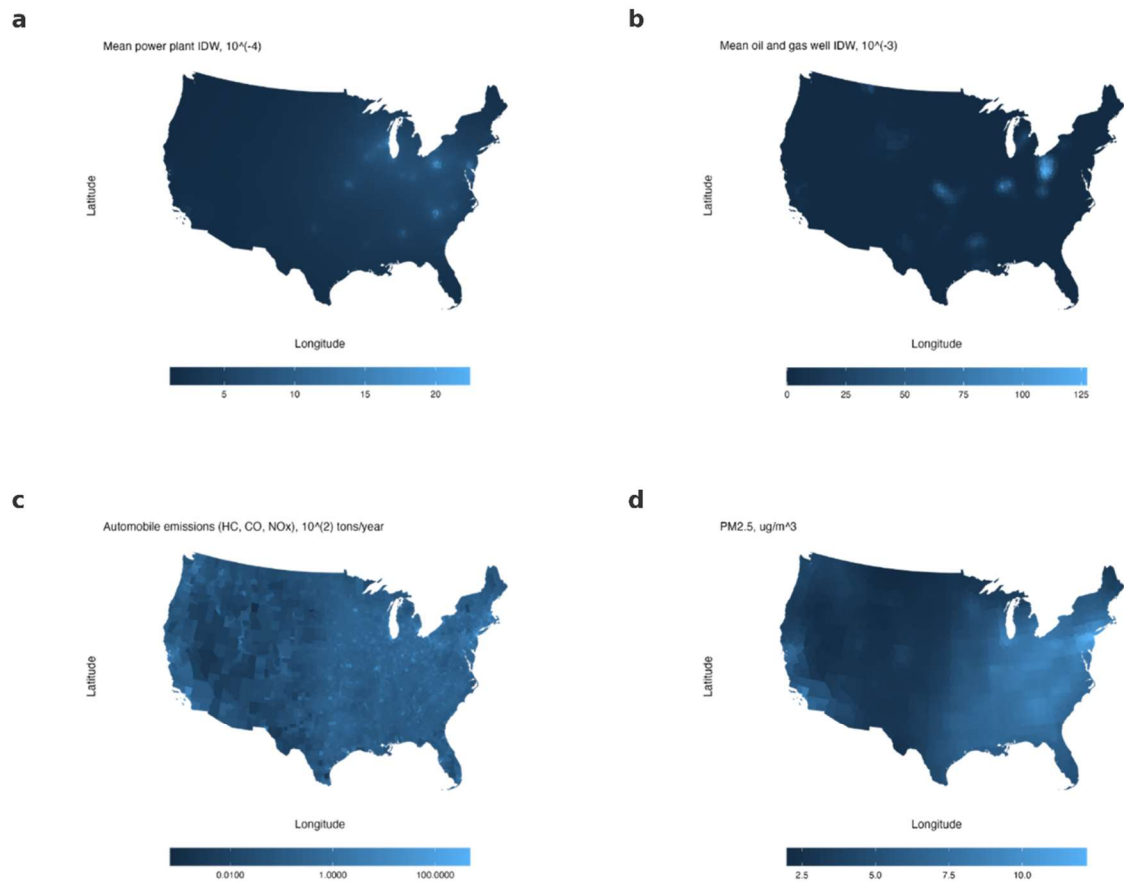 a
Mean power plant IDW, 10^(-4)
Latitude
Longitude
5 10 15 20
b
Mean oil and gas well IDW, 10^(-3)
Latitude
Longitude
0 25 50 75 100 125
c
Automobile emissions (HC, CO, NOx), 10^(2) tons/year
Latitude
Longitude
0.0100 1.0000 100.0000
d
PM2.5, ug/m^3
Latitude
Longitude
2.5 5.0 7.5 10.0